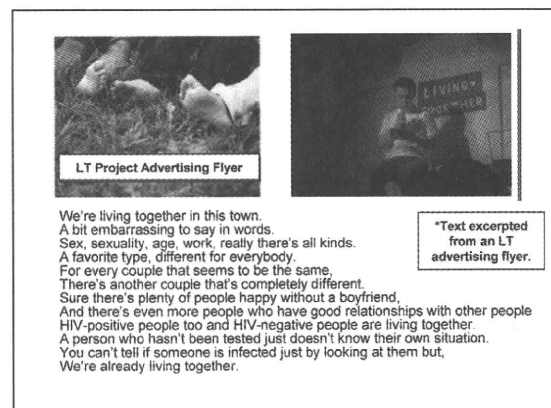 LIVING
TOGETHER
LT Project Advertising Flyer
We're living together in this town.
A bit embarrassing to say in words.
Sex, sexuality, age, work, really there's all kinds.
A favorite type, different for everybody.
For every couple that seems to be the same,
There's another couple that's completely different.
Sure there's plenty of people happy without a boyfriend,
And there's even more people who have good relationships with other people
HIV-positive people too and HIV-negative people are living together.
A person who hasn't been tested just doesn't know their own situation.
You can't tell if someone is infected just by looking at them but,
We're already living together.
*Text excerpted
from an LT
advertising flyer.